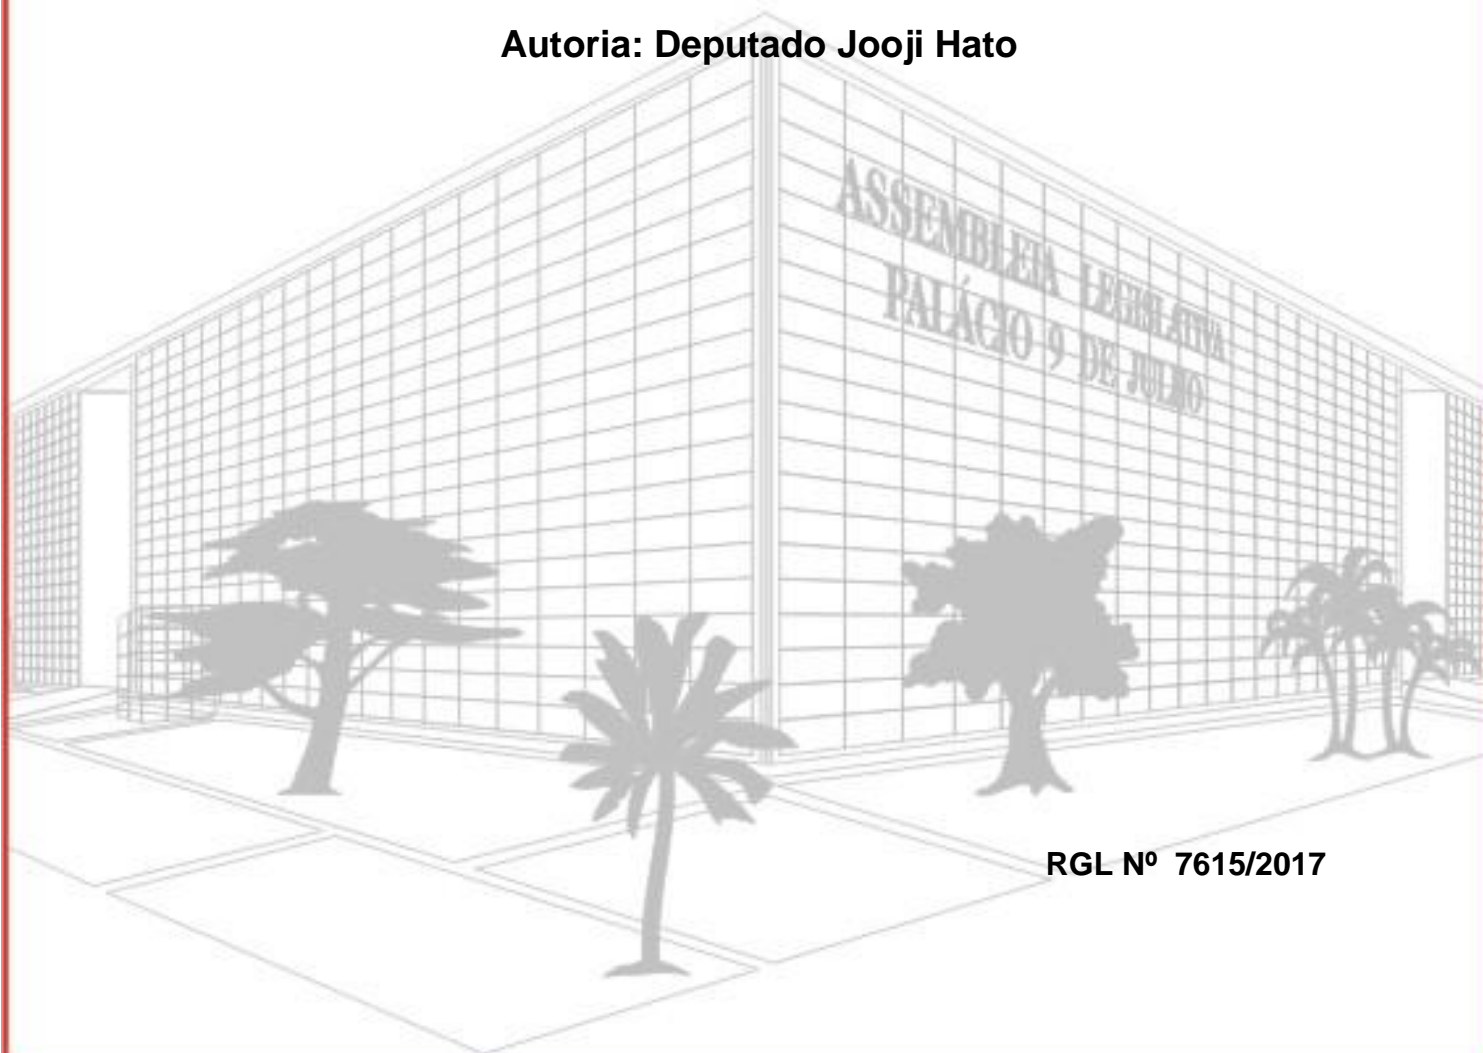 Autoria: Deputado Jooji Hato
ASSEMBLEIA LEGISLATIVA
PALÁCIO 9 DE JULHO
RGL Nº 7615/2017